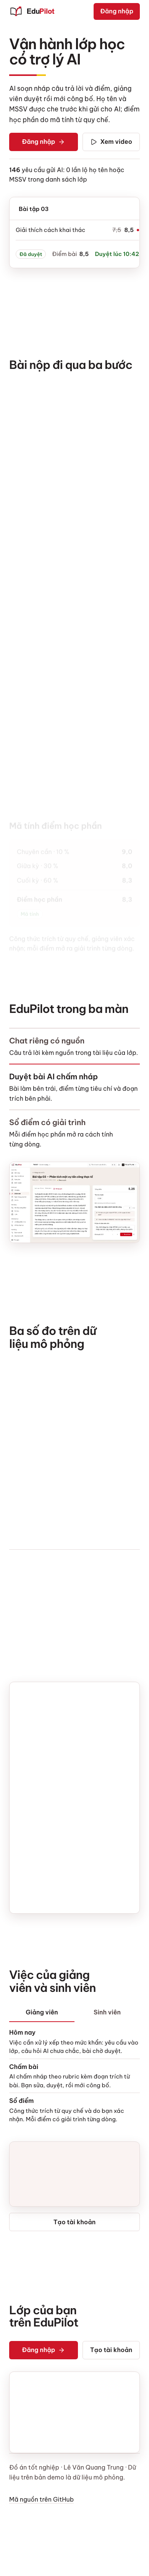 EduPilot
Đăng nhập
Vận hành lớp học
có trợ lý AI
AI soạn nháp câu trả lời và điểm, giảng
viên duyệt rồi mới công bố. Họ tên và
MSSV được che trước khi gửi cho AI; điểm
học phần do mã tính từ quy chế.
Đăng nhập →
Xem video
146 yêu cầu gửi AI: 0 lần lộ họ tên hoặc
MSSV trong danh sách lớp
Bài tập 03
Giải thích cách khai thác 7,5 8,5
Đã duyệt Điểm bài 8,5 Duyệt lúc 10:42
Bài nộp đi qua ba bước
Mã tính điểm học phần
Điểm học phần
EduPilot trong ba màn
Chat riêng có nguồn
Câu trả lời kèm nguồn trong tài liệu của lớp.
Duyệt bài AI chấm nháp
Bài làm bên trái, điểm từng tiêu chí và đoạn
trích bên phải.
Sổ điểm có giải trình
Mỗi điểm học phần mở ra cách tính
từng dòng.
Ba số đo trên dữ
liệu mô phỏng
Việc của giảng
viên và sinh viên
Giảng viên
Sinh viên
Hôm nay
Việc cần xử lý xếp theo mức khẩn: yêu cầu vào
lớp, câu hỏi AI chưa chắc, bài chờ duyệt.
Chấm bài
AI chấm nháp theo rubric kèm đoạn trích từ
bài. Bạn sửa, duyệt, rồi mới công bố.
Sổ điểm
Công thức trích từ quy chế và do bạn xác
nhận. Mỗi điểm có giải trình từng dòng.
Tạo tài khoản
Lớp của bạn
trên EduPilot
Đăng nhập →
Tạo tài khoản
Đồ án tốt nghiệp · Lê Văn Quang Trung · Dữ
liệu trên bản demo là dữ liệu mô phỏng.
Mã nguồn trên GitHub